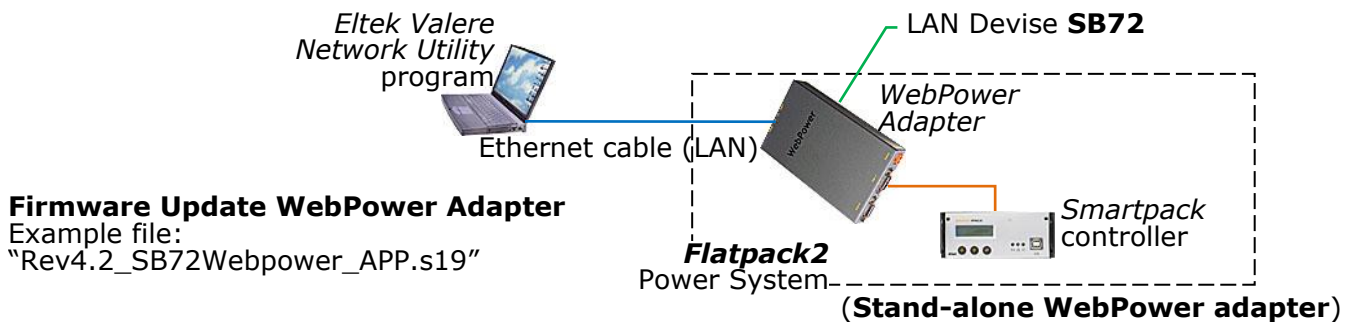 Eltek Valere
Network Utility
program
LAN Devise SB72
WebPower
Adapter
WebPower
Ethernet cable (LAN)
Firmware Update WebPower Adapter
Example file:
“Rev4.2_SB72Webpower_APP.s19”
Smartpack
controller
Flatpack2
Power System
(Stand-alone WebPower adapter)